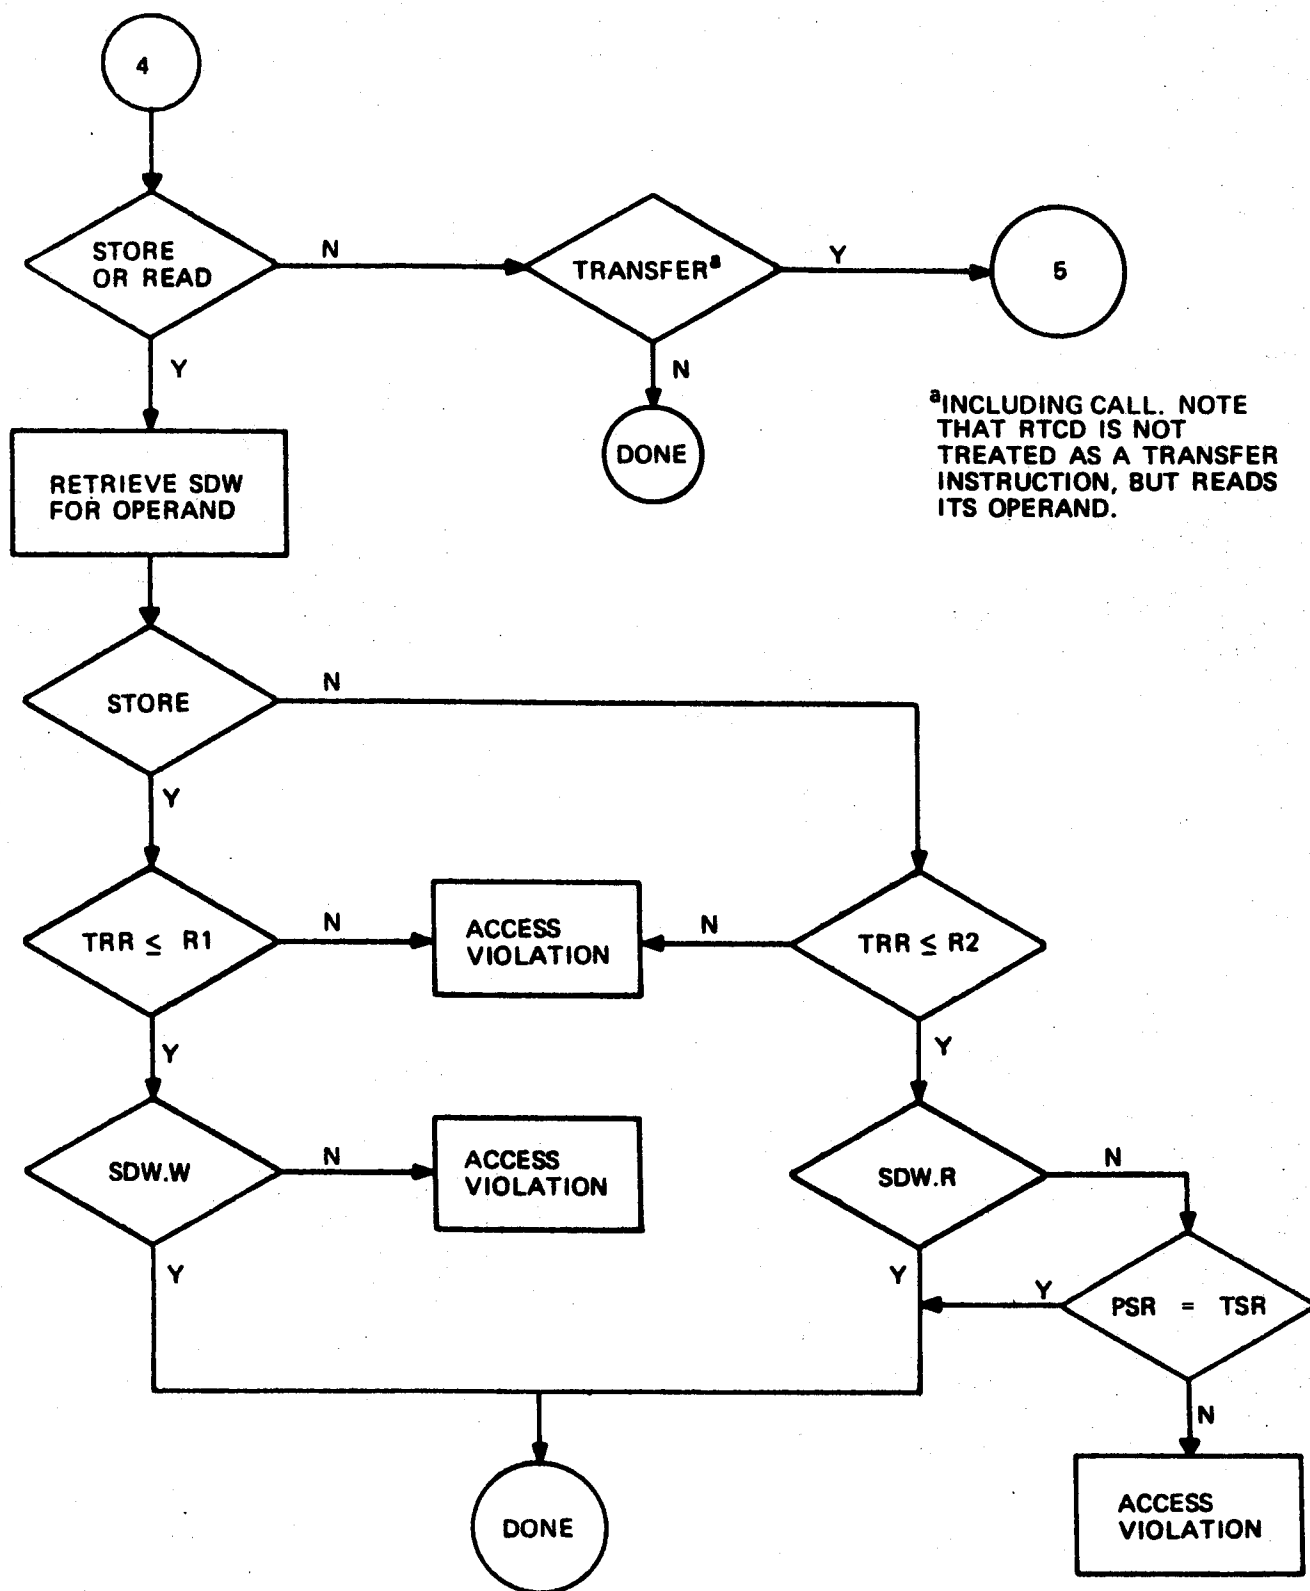 4
STORE
OR READ
N
TRANSFERᵃ
Y
5
Y
N
DONE
ᵃINCLUDING CALL. NOTE
THAT RTCD IS NOT
TREATED AS A TRANSFER
INSTRUCTION, BUT READS
ITS OPERAND.
RETRIEVE SDW
FOR OPERAND
STORE
N
Y
TRR ≤ R1
N
ACCESS
VIOLATION
N
TRR ≤ R2
Y
Y
SDW.W
N
ACCESS
VIOLATION
SDW.R
N
Y
Y
Y
PSR = TSR
N
DONE
ACCESS
VIOLATION